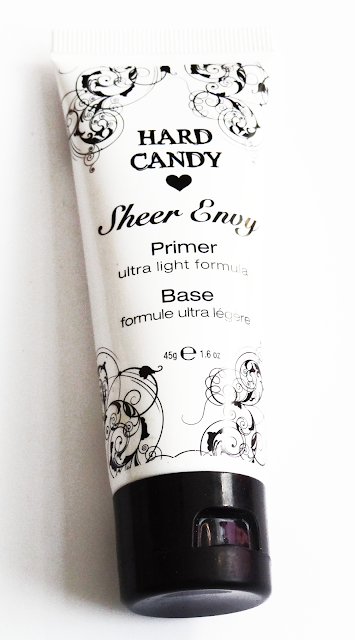 HARD
CANDY
Sheer Envy
Primer
ultra light formula
Base
formule ultra légère
45g ℮ 1.6 oz